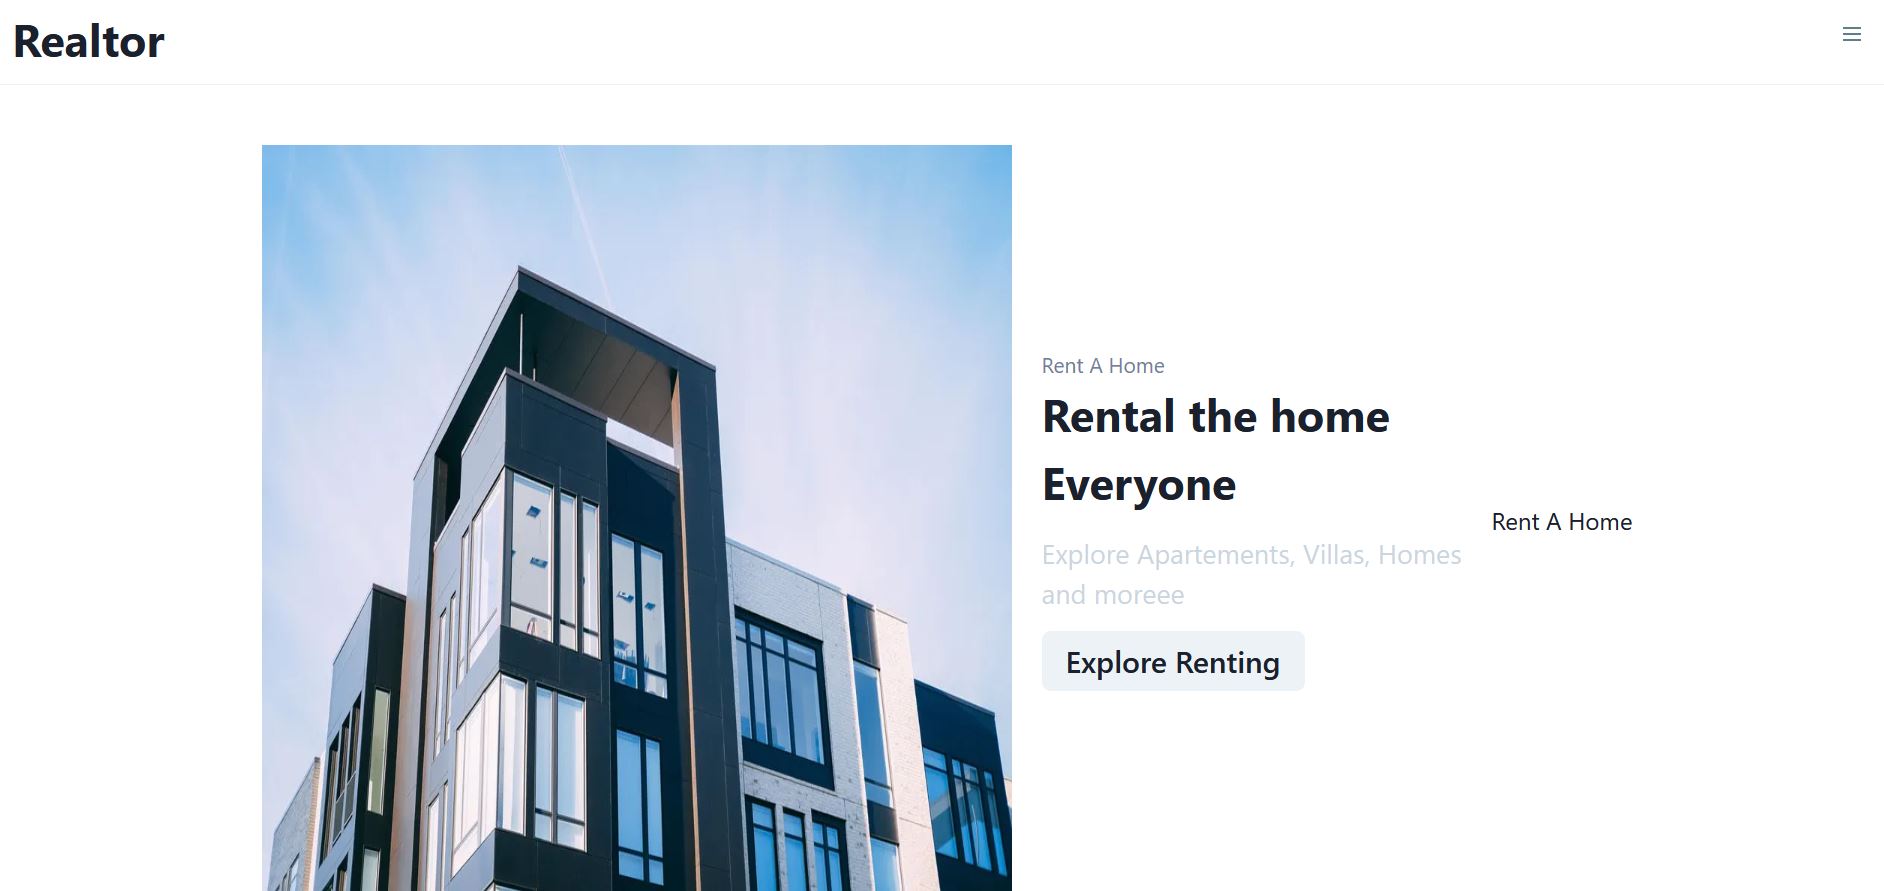 Realtor
Rent A Home
Rental the home
Everyone
Rent A Home
Explore Apartements, Villas, Homes
and moreee
Explore Renting